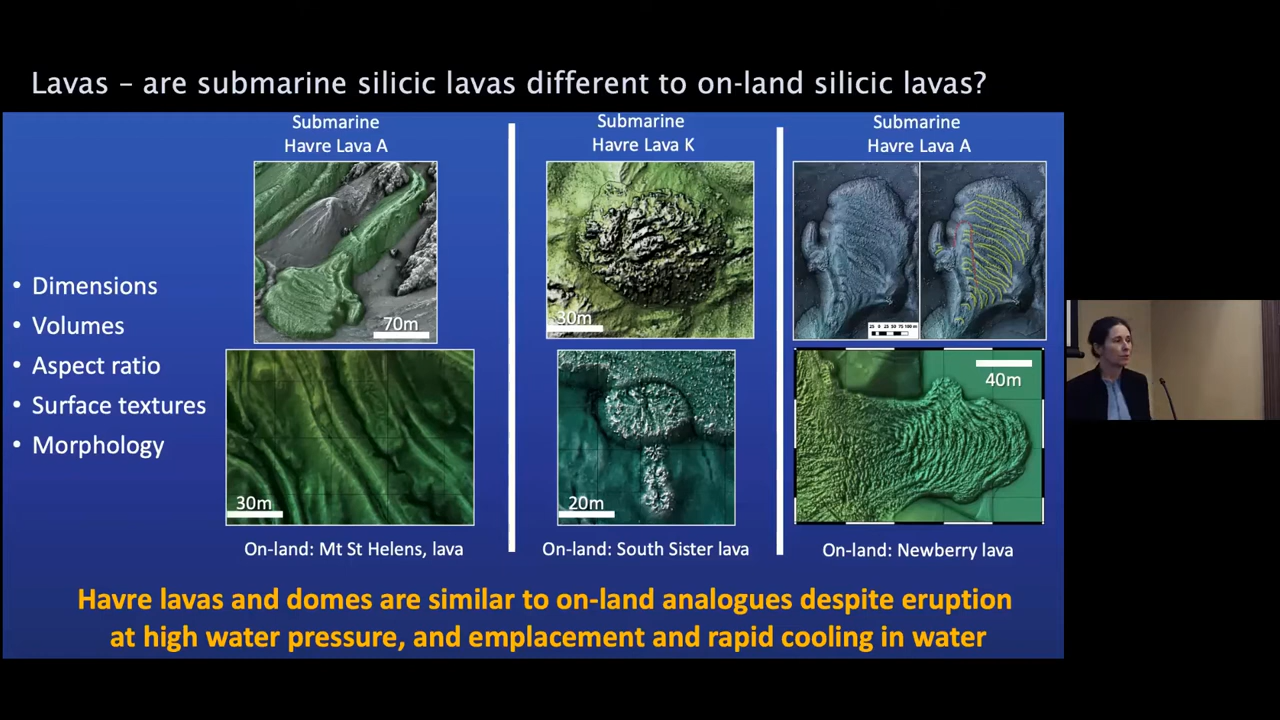 Lavas – are submarine silicic lavas different to on-land silicic lavas?
Submarine
Havre Lava A
Submarine
Havre Lava K
Submarine
Havre Lava A
• Dimensions
• Volumes
• Aspect ratio
• Surface textures
• Morphology
70m
30m
30m
20m
40m
On-land: Mt St Helens, lava
On-land: South Sister lava
On-land: Newberry lava
Havre lavas and domes are similar to on-land analogues despite eruption
at high water pressure, and emplacement and rapid cooling in water